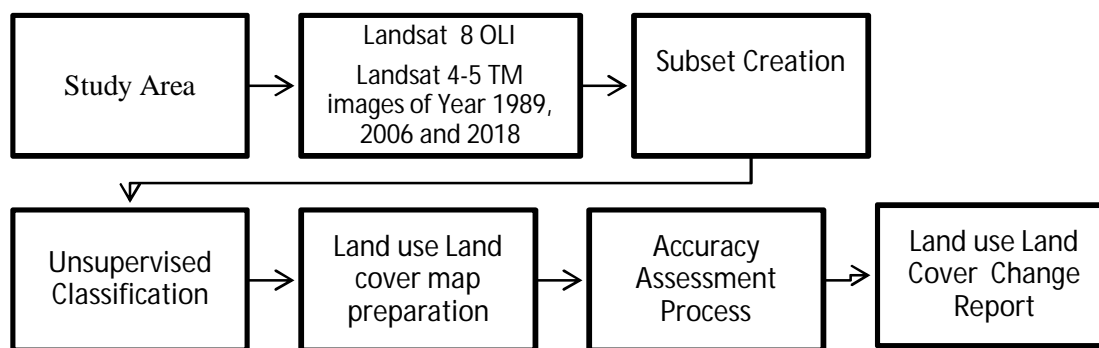 Study Area
Landsat 8 OLI
Landsat 4-5 TM
images of Year 1989,
2006 and 2018
Subset Creation
Unsupervised
Classification
Land use Land
cover map
preparation
Accuracy
Assessment
Process
Land use Land
Cover Change
Report